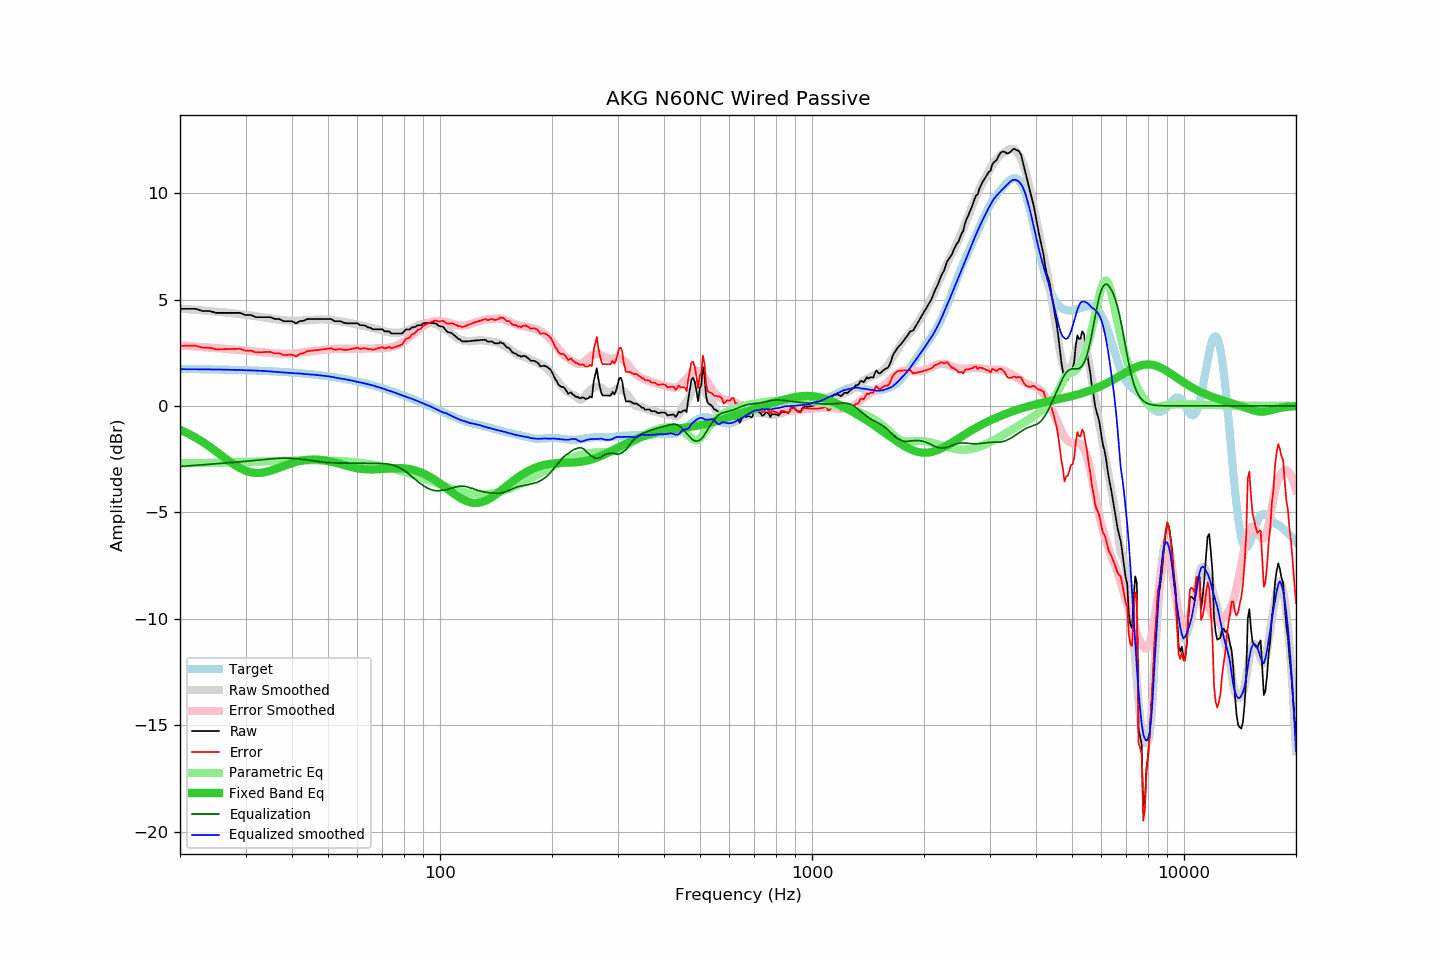 AKG N60NC Wired Passive
10
5
0
−5
−10
−15
−20
Amplitude (dBr)
Target
Raw Smoothed
Error Smoothed
Raw
Error
Parametric Eq
Fixed Band Eq
Equalization
Equalized smoothed
100
1000
10000
Frequency (Hz)